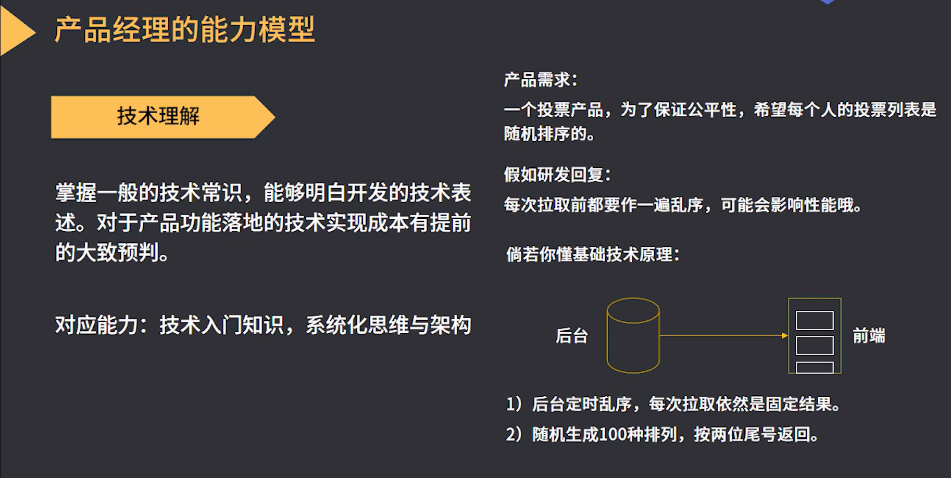 产品经理的能力模型
技术理解
掌握一般的技术常识，能够明白开发的技术表
述。对于产品功能落地的技术实现成本有提前
的大致预判。
对应能力：技术入门知识，系统化思维与架构
产品需求：
一个投票产品，为了保证公平性，希望每个人的投票列表是
随机排序的。
假如研发回复：
每次拉取前都要作一遍乱序，可能会影响性能哦。
倘若你懂基础技术原理：
后台
前端
1）后台定时乱序，每次拉取依然是固定结果。
2）随机生成100种排列，按两位尾号返回。